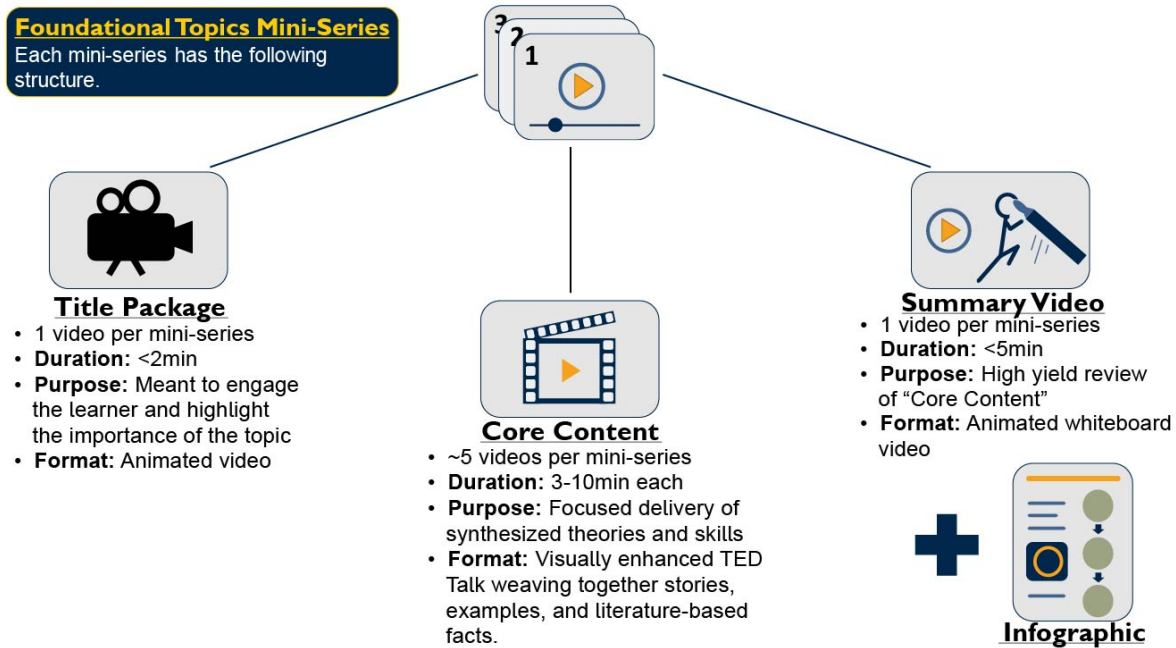 Foundational Topics Mini-Series
Each mini-series has the following
structure.
3
2
1
Title Package
• 1 video per mini-series
• Duration: <2min
• Purpose: Meant to engage
the learner and highlight
the importance of the topic
• Format: Animated video
Core Content
• ~5 videos per mini-series
• Duration: 3-10min each
• Purpose: Focused delivery of
synthesized theories and skills
• Format: Visually enhanced TED
Talk weaving together stories,
examples, and literature-based
facts.
Summary Video
• 1 video per mini-series
• Duration: <5min
• Purpose: High yield review
of “Core Content”
• Format: Animated whiteboard
video
Infographic